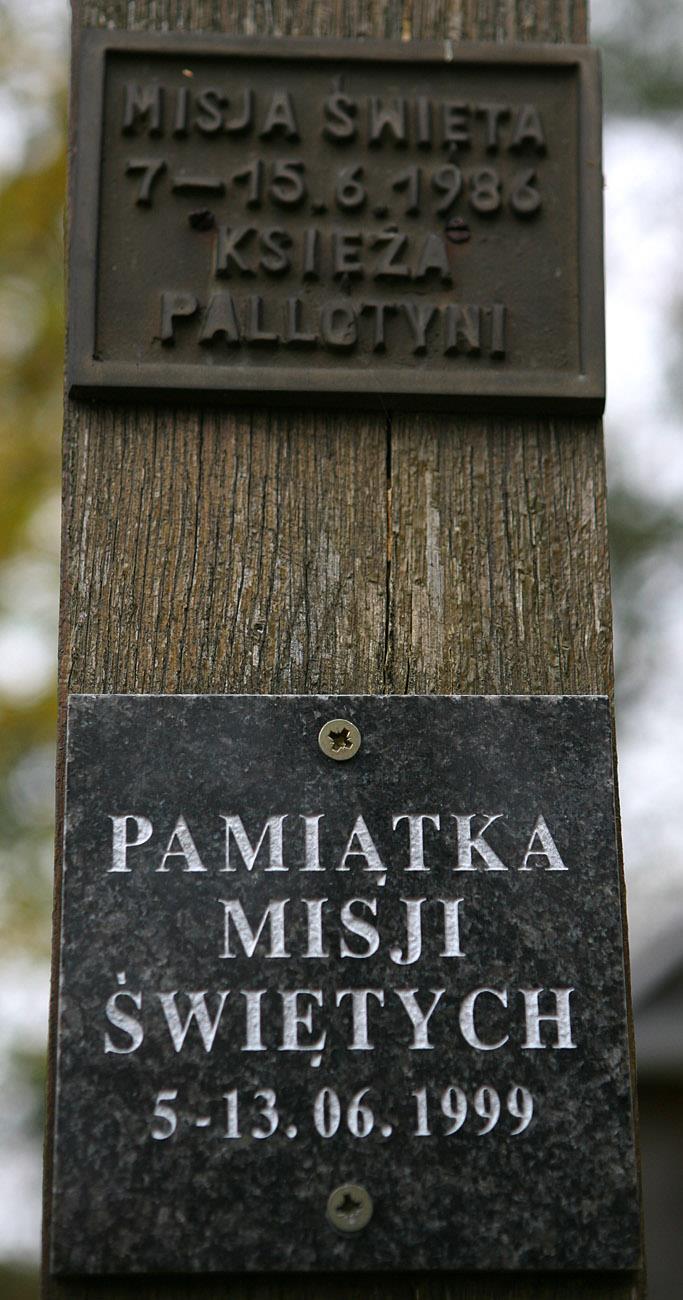 MISJA ŚWIĘTA
7-15.6.1986
KSIĘŻA
PALLOTYNI
PAMIĄTKA
MISJI
ŚWIĘTYCH
5-13.06.1999